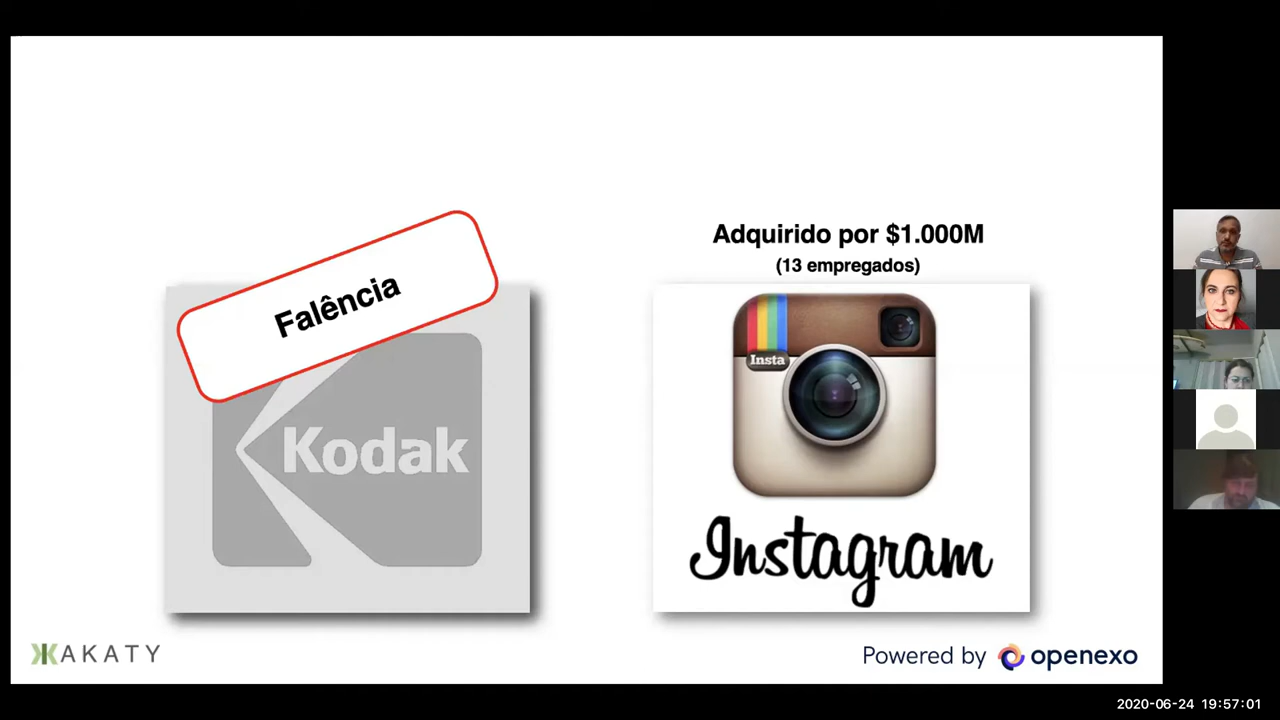 Falência
Kodak
Adquirido por $1.000M
(13 empregados)
Insta
Instagram
AKATY
Powered by openexo
2020-06-24 19:57:01